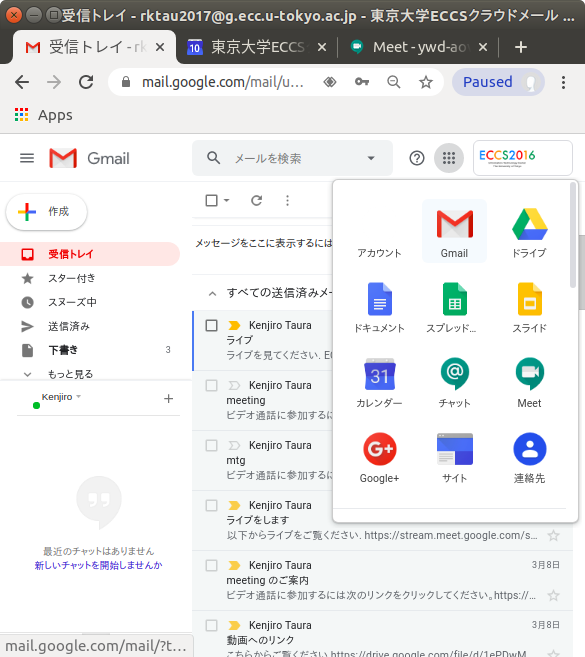 受信トレイ - rktau2017@g.ecc.u-tokyo.ac.jp - 東京大学ECCSクラウドメール
受信トレイ - rk
10 東京大学ECCS
Meet - ywd-aov
mail.google.com/mail/u…
Paused
Apps
Gmail
メールを検索
ECCS2016
作成
受信トレイ
スター付き
スヌーズ中
送信済み
下書き 3
もっと見る
Kenjiro
最近のチャットはありません
新しいチャットを開始しませんか
メッセージをここに表示するには
すべての送信済みメー
Kenjiro Taura
ライブ
ライブを見てください. EC
Kenjiro Taura
meeting
ビデオ通話に参加するには
Kenjiro Taura
mtg
ビデオ通話に参加するには
Kenjiro Taura
ライブをします
以下からライブをご覧ください. https://stream.meet.google.com/s…
Kenjiro Taura 3月8日
meeting のご案内
ビデオ通話に参加するには次のリンクをクリックしてください。https://…
Kenjiro Taura 3月8日
動画へのリンク
こちらからご覧ください https://drive.google.com/file/d/1ePDwM
アカウント
Gmail
ドライブ
ドキュメント
スプレッド…
スライド
31
カレンダー
チャット
Meet
G+
Google+
サイト
連絡先
mail.google.com/mail/?t…